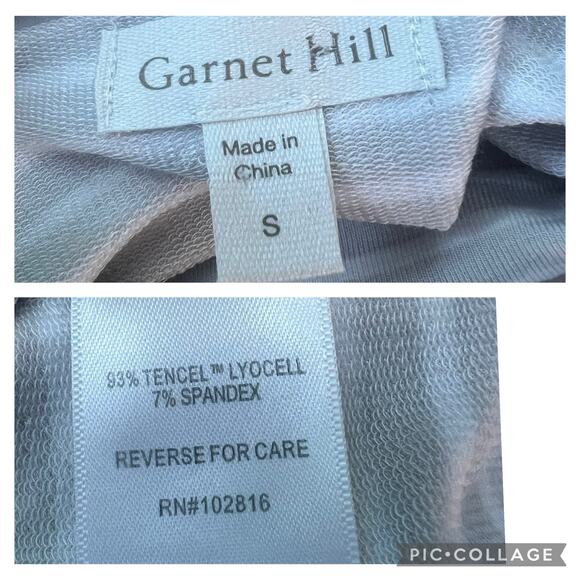 Garnet Hill
Made in
China
S
93% TENCEL™ LYOCELL
7% SPANDEX
REVERSE FOR CARE
RN#102816
PIC•COLLAGE